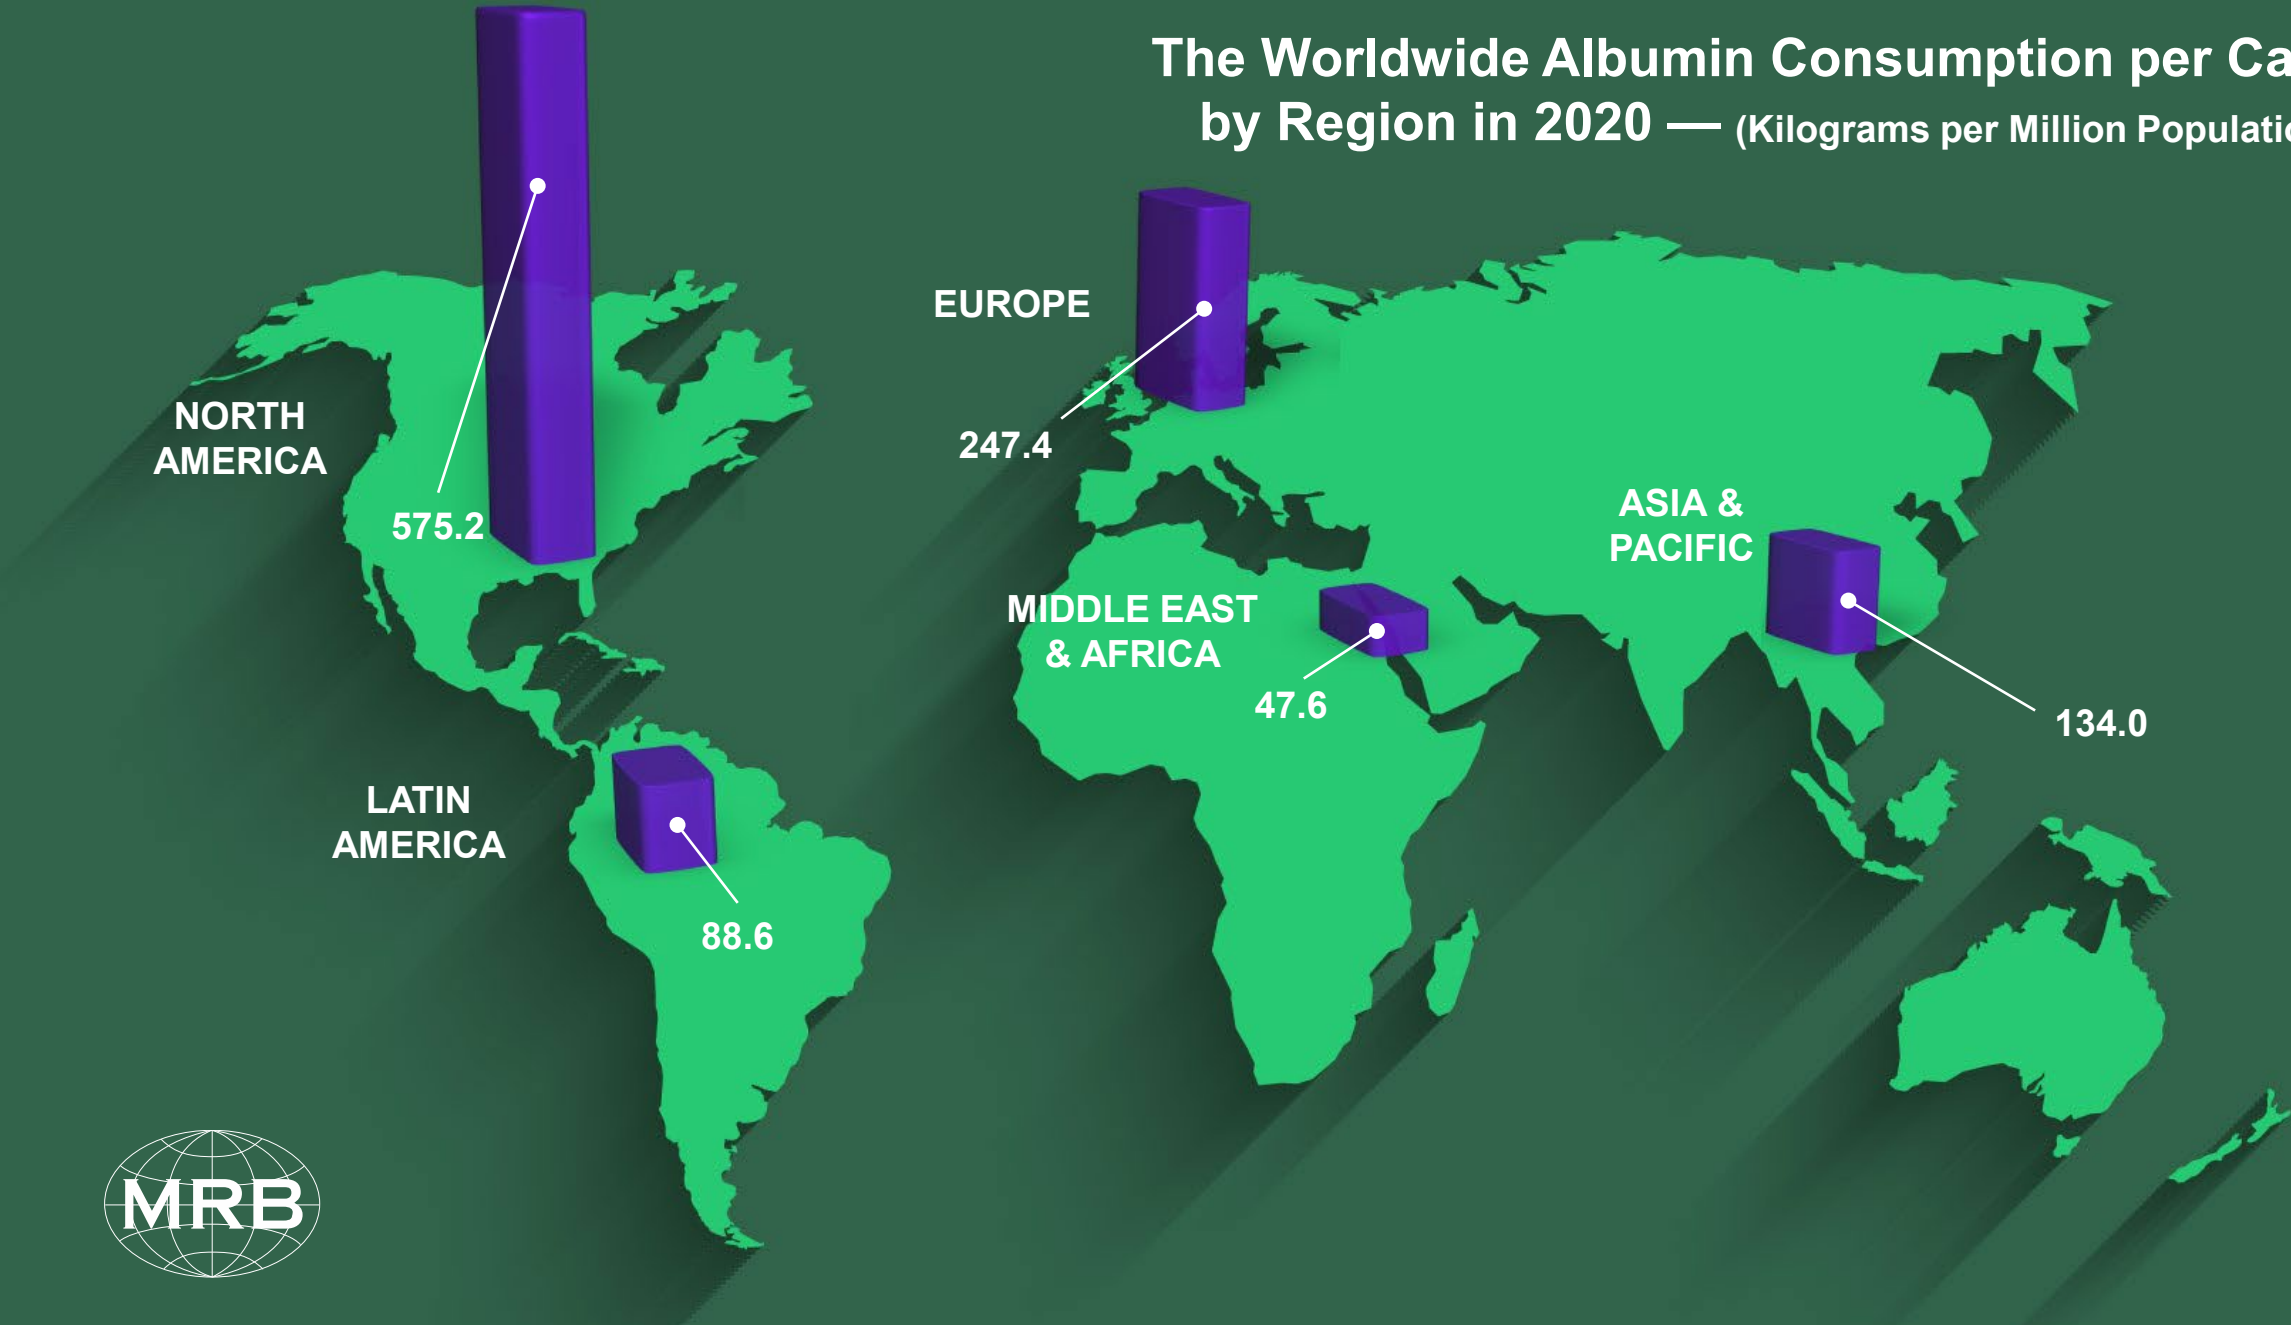 The Worldwide Albumin Consumption per Ca
by Region in 2020 — (Kilograms per Million Populatio
EUROPE
247.4
NORTH
AMERICA
575.2
ASIA &
PACIFIC
134.0
MIDDLE EAST
& AFRICA
47.6
LATIN
AMERICA
88.6
MRB